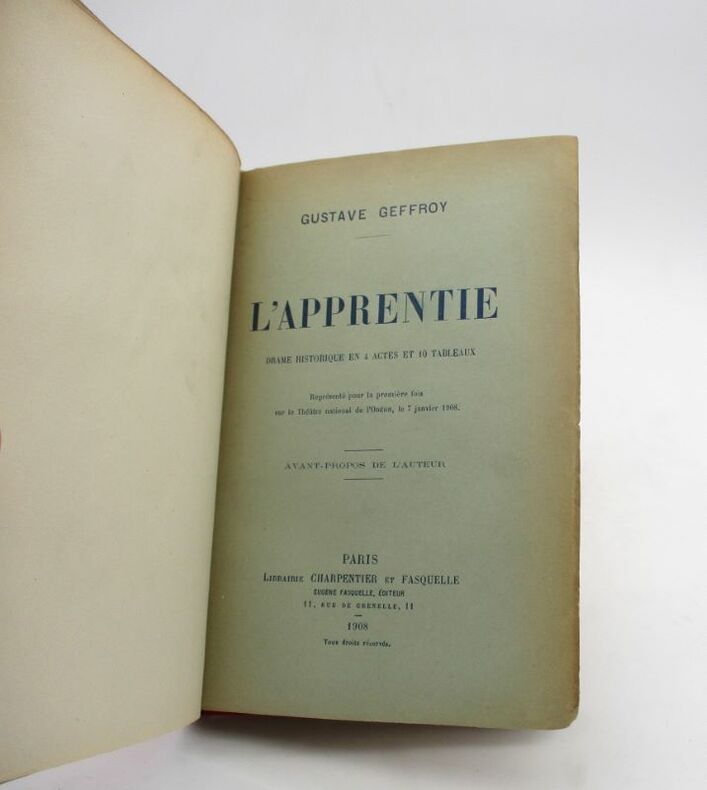 GUSTAVE GEFFROY
L'APPRENTIE
DRAME HISTORIQUE EN 4 ACTES ET 10 TABLEAUX
Représenté pour la première fois
sur le Théâtre national de l'Odéon, le 7 janvier 1908.
AVANT-PROPOS DE L'AUTEUR
PARIS
LIBRAIRIE CHARPENTIER ET FASQUELLE
EUGÈNE FASQUELLE, ÉDITEUR
11, RUE DE GRENELLE, 11
1908
Tous droits réservés.